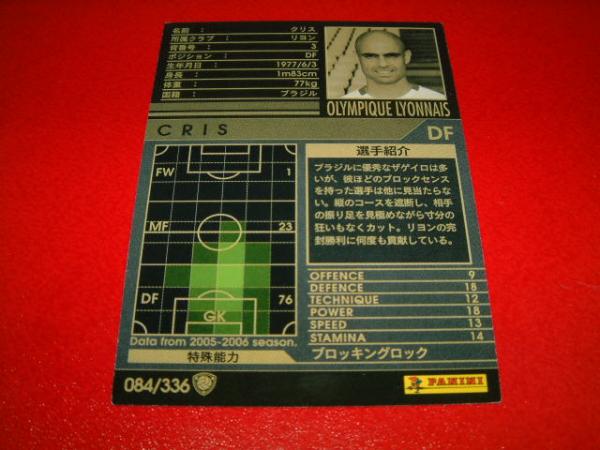 名前 : クリス
所属クラブ : リヨン
背番号 : 3
ポジション : DF
生年月日 : 1977/6/3
身長 : 1m83cm
体重 : 77kg
国籍 : ブラジル
OLYMPIQUE LYONNAIS
CRIS
DF
FW 1
MF 23
DF 76
GK
Data from 2005-2006 season.
選手紹介
ブラジルに優秀なザゲイロは多
いが、彼ほどのブロックセンス
を持った選手は他に見当たらな
い。縦のコースを遮断し、相手
の振り足を見極めながら寸分の
狂いもなくカット。リヨンの完
封勝利に何度も貢献している。
OFFENCE 9
DEFENCE 18
TECHNIQUE 12
POWER 18
SPEED 13
STAMINA 14
特殊能力
ブロッキングロック
084/336
PANINI